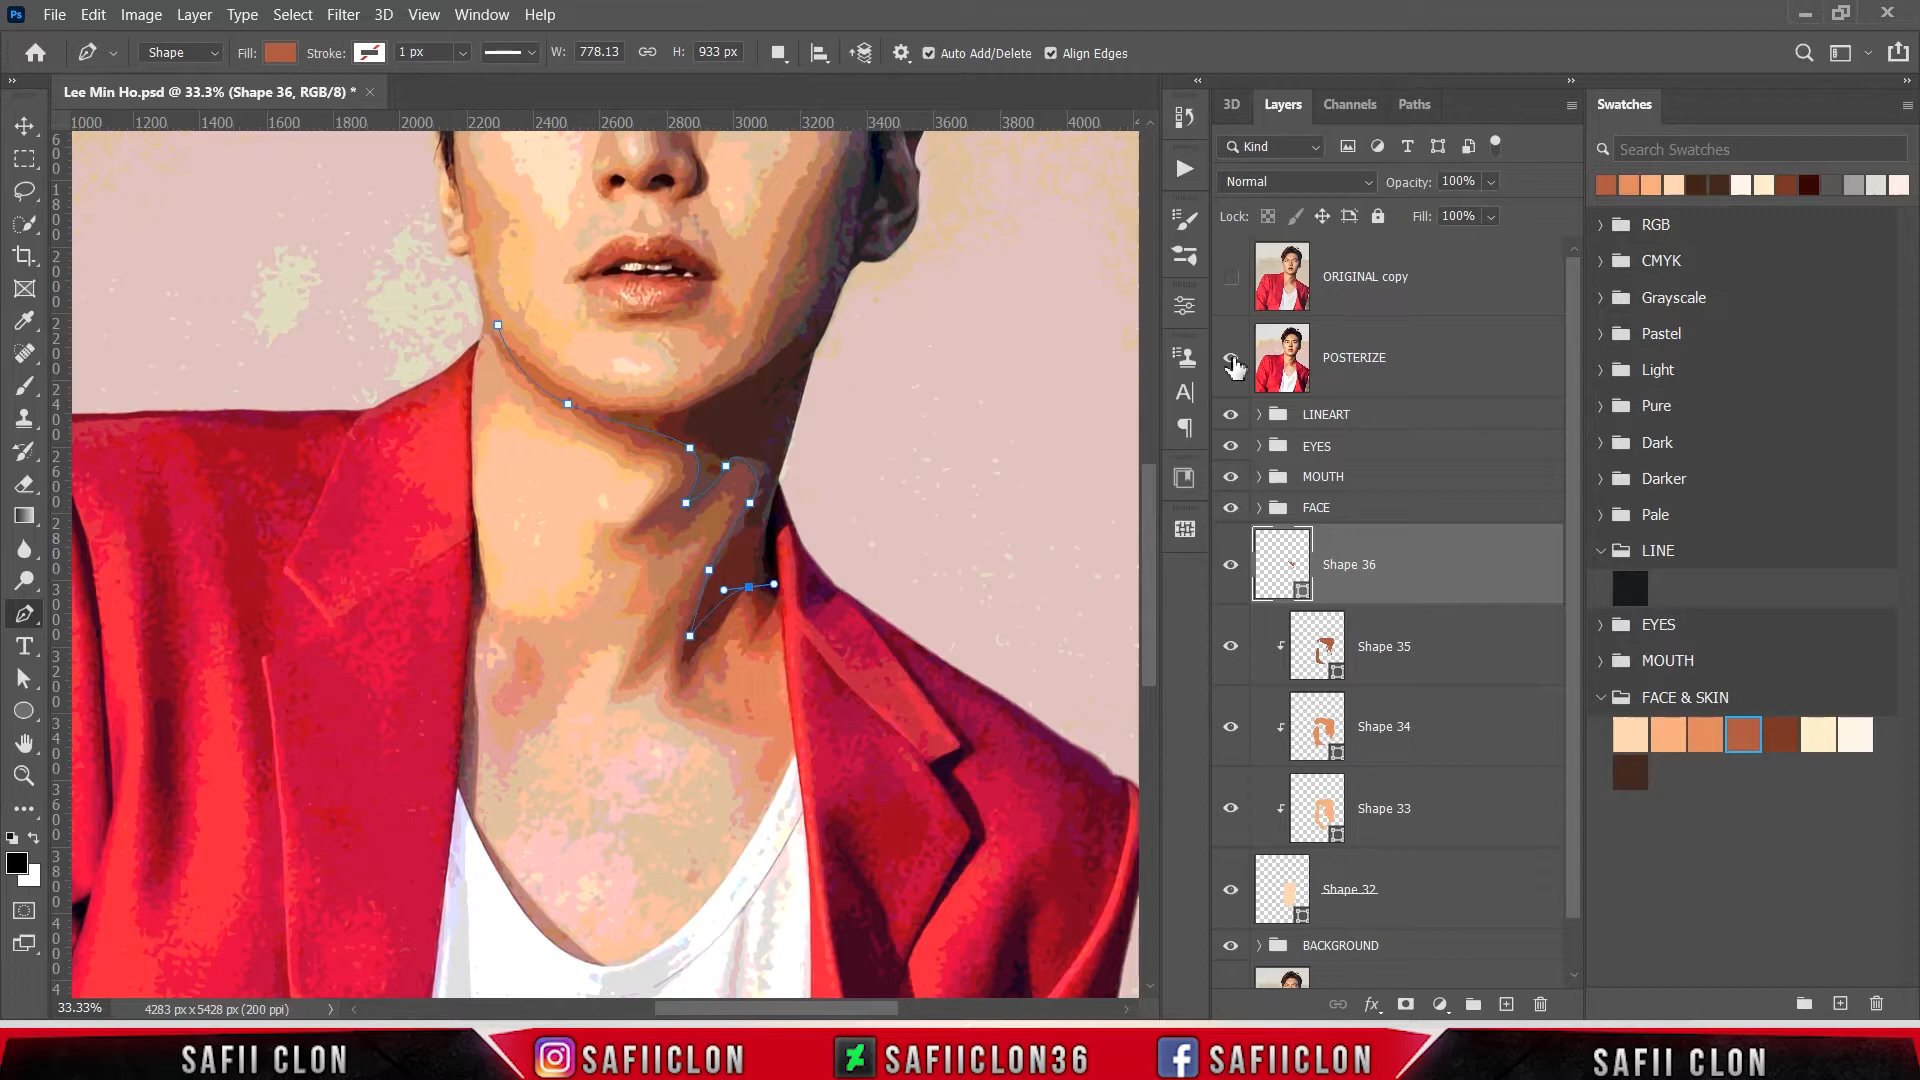 Ps File Edit Image Layer Type Select Filter 3D View Window Help
Shape Fill: Stroke: 1 px W: 778.13 H: 933 px Auto Add/Delete Align Edges
Lee Min Ho.psd @ 33.3% (Shape 36, RGB/8) *
1000 1200 1400 1600 1800 2000 2200 2400 2600 2800 3000 3200 3400 3600 3800 4000
3D Layers Channels Paths
Kind
Normal Opacity: 100%
Lock: Fill: 100%
ORIGINAL copy
POSTERIZE
LINEART
EYES
MOUTH
FACE
Shape 36
Shape 35
Shape 34
Shape 33
Shape 32
BACKGROUND
Swatches
Search Swatches
RGB
CMYK
Grayscale
Pastel
Light
Pure
Dark
Darker
Pale
LINE
EYES
MOUTH
FACE & SKIN
33.33% 4283 px x 5428 px (200 ppi)
SAFII CLON SAFIICLON SAFIICLON36 SAFIICLON SAFII CLON